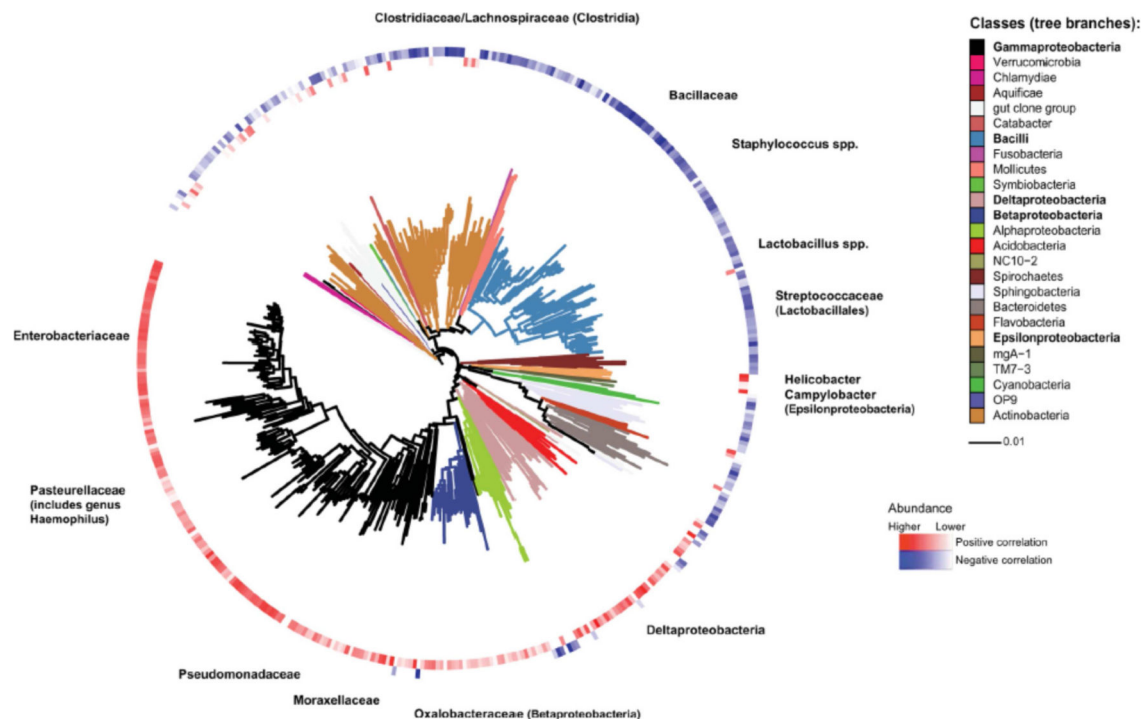 Clostridiaceae/Lachnospiraceae (Clostridia)
Bacillaceae
Staphylococcus spp.
Lactobacillus spp.
Streptococcaceae
(Lactobacillales)
Helicobacter
Campylobacter
(Epsilonproteobacteria)
Deltaproteobacteria
Oxalobacteraceae (Betaproteobacteria)
Moraxellaceae
Pseudomonadaceae
Pasteurellaceae
(includes genus
Haemophilus)
Enterobacteriaceae
Classes (tree branches):
Gammaproteobacteria
Verrucomicrobia
Chlamydiae
Aquificae
gut clone group
Catabacter
Bacilli
Fusobacteria
Mollicutes
Symbiobacteria
Deltaproteobacteria
Betaproteobacteria
Alphaproteobacteria
Acidobacteria
NC10-2
Spirochaetes
Sphingobacteria
Bacteroidetes
Flavobacteria
Epsilonproteobacteria
mgA-1
TM7-3
Cyanobacteria
OP9
Actinobacteria
0.01
Abundance
Higher Lower
Positive correlation
Negative correlation